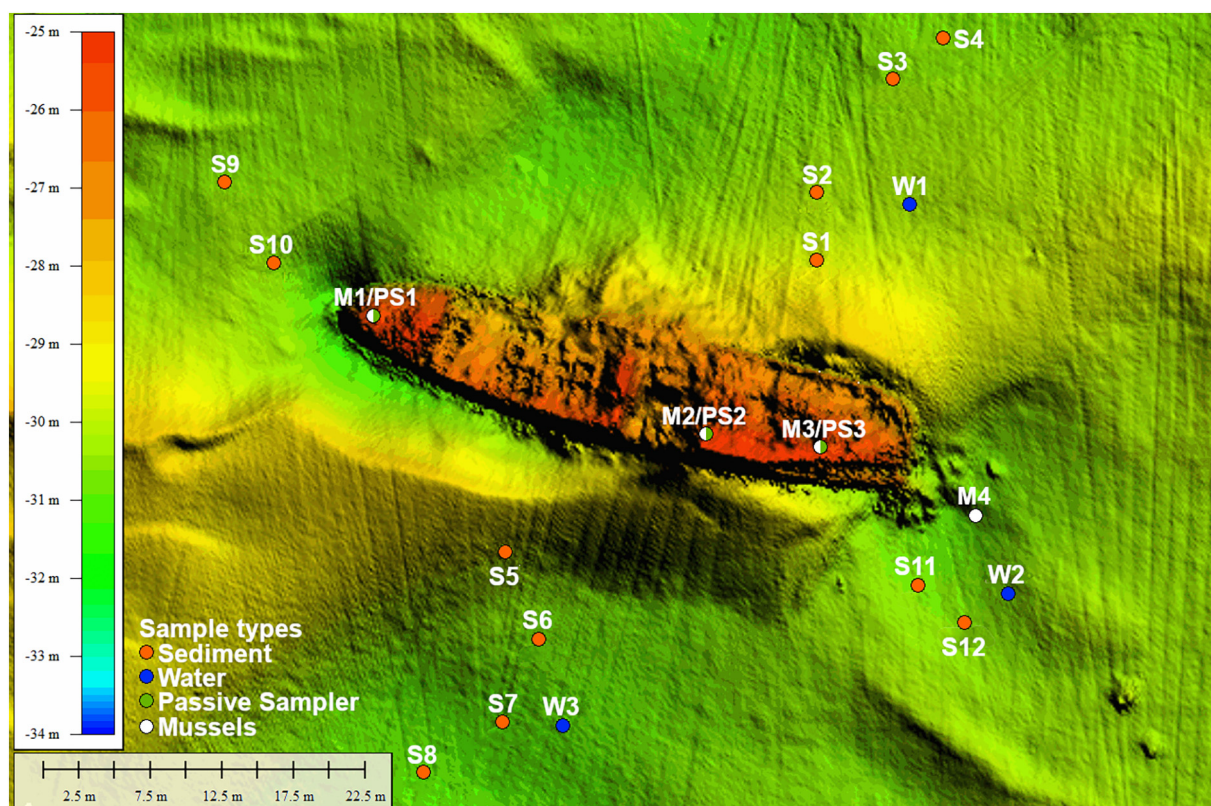 -25 m
-26 m
-27 m
-28 m
-29 m
-30 m
-31 m
-32 m
-33 m
-34 m
S4
S3
S9
S2
W1
S10
S1
M1/PS1
M2/PS2
M3/PS3
M4
S5
S11
W2
S6
S12
S7
W3
S8
Sample types
Sediment
Water
Passive Sampler
Mussels
2.5 m 7.5 m 12.5 m 17.5 m 22.5 m